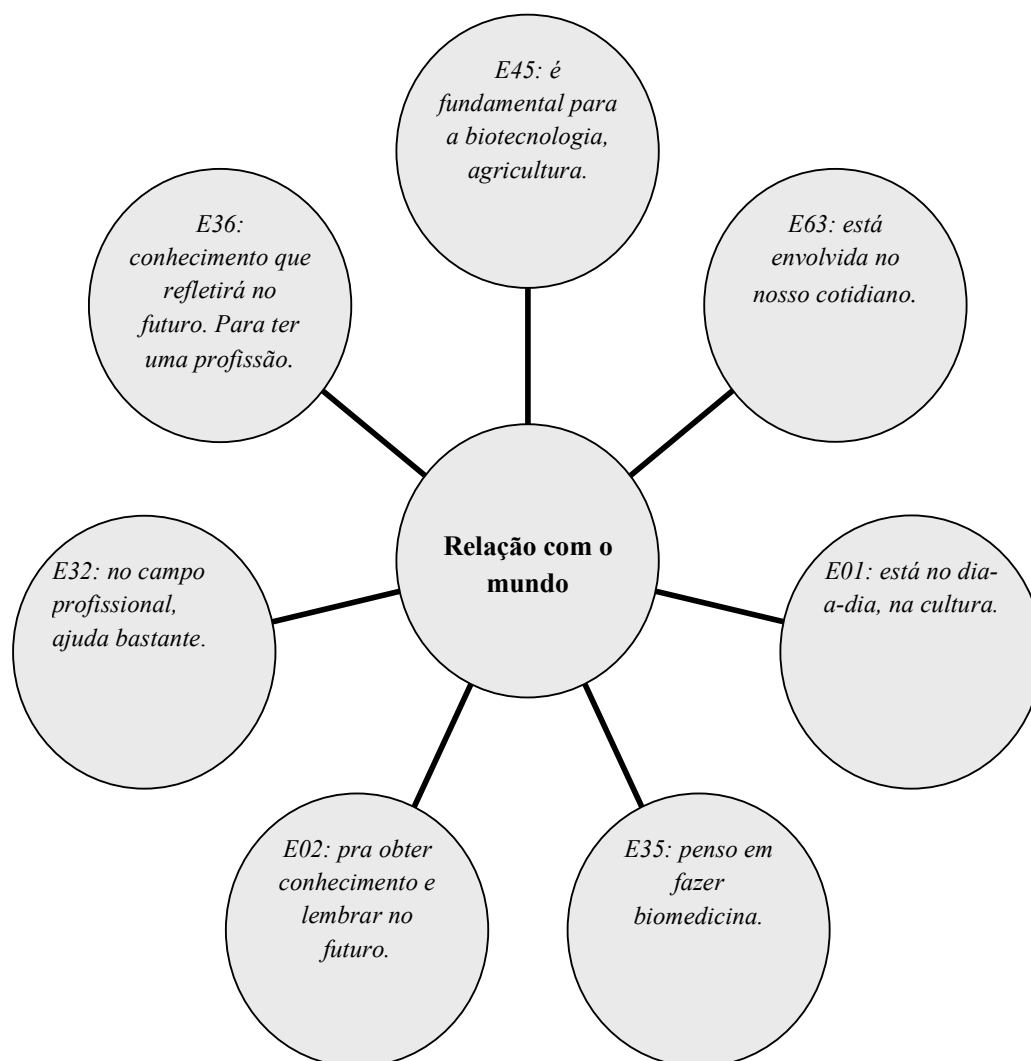 E45: é
fundamental para
a biotecnologia,
agricultura.
E36:
conhecimento que
refletirá no
futuro. Para ter
uma profissão.
E63: está
envolvida no
nosso cotidiano.
Relação com o
mundo
E32: no campo
profissional,
ajuda bastante.
E01: está no dia-
a-dia, na cultura.
E02: pra obter
conhecimento e
lembrar no
futuro.
E35: penso em
fazer
biomedicina.